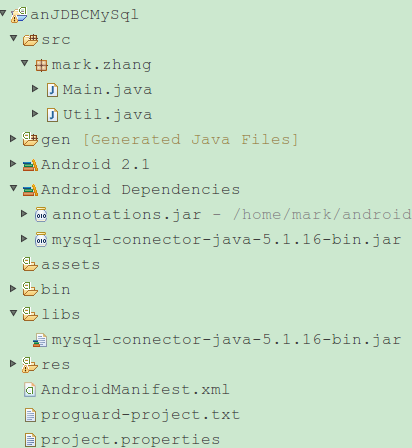 anJDBCMySql
src
mark.zhang
Main.java
Util.java
gen [Generated Java Files]
Android 2.1
Android Dependencies
annotations.jar - /home/mark/android
mysql-connector-java-5.1.16-bin.jar
assets
bin
libs
mysql-connector-java-5.1.16-bin.jar
res
AndroidManifest.xml
proguard-project.txt
project.properties